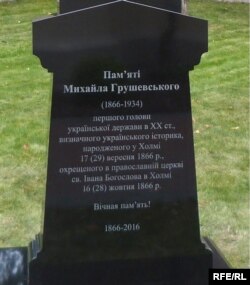 Пам'яті
Михайла Грушевського
(1866-1934)
першого голови
української держави в ХХ ст.,
визначного українського історика,
народженого у Холмі
17 (29) вересня 1866 р.,
охрещеного в православній церкві
св. Івана Богослова в Холмі
16 (28) жовтня 1866 р.
Вічная пам'ять!
1866-2016
RFE/RL